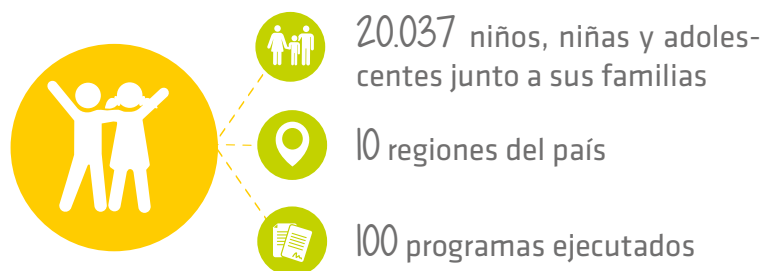 20.037 niños, niñas y adoles-
centes junto a sus familias
10 regiones del país
100 programas ejecutados